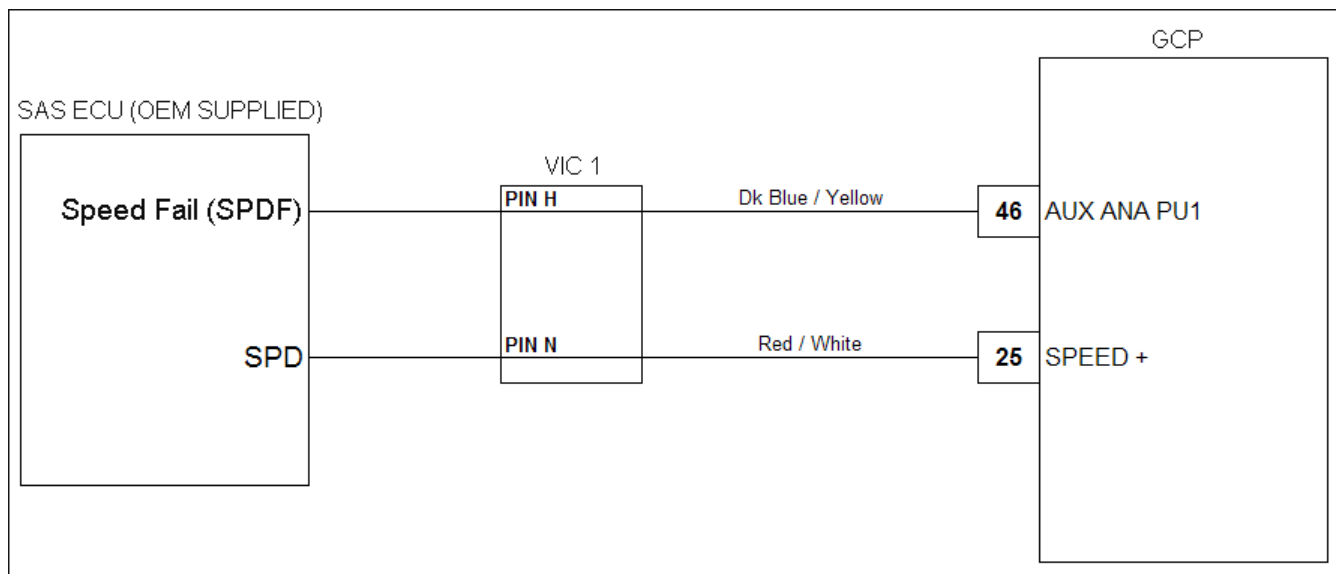 GCP
SAS ECU (OEM SUPPLIED)
VIC 1
Speed Fail (SPDF)
PIN H
Dk Blue / Yellow
46
AUX ANA PU1
SPD
PIN N
Red / White
25
SPEED +